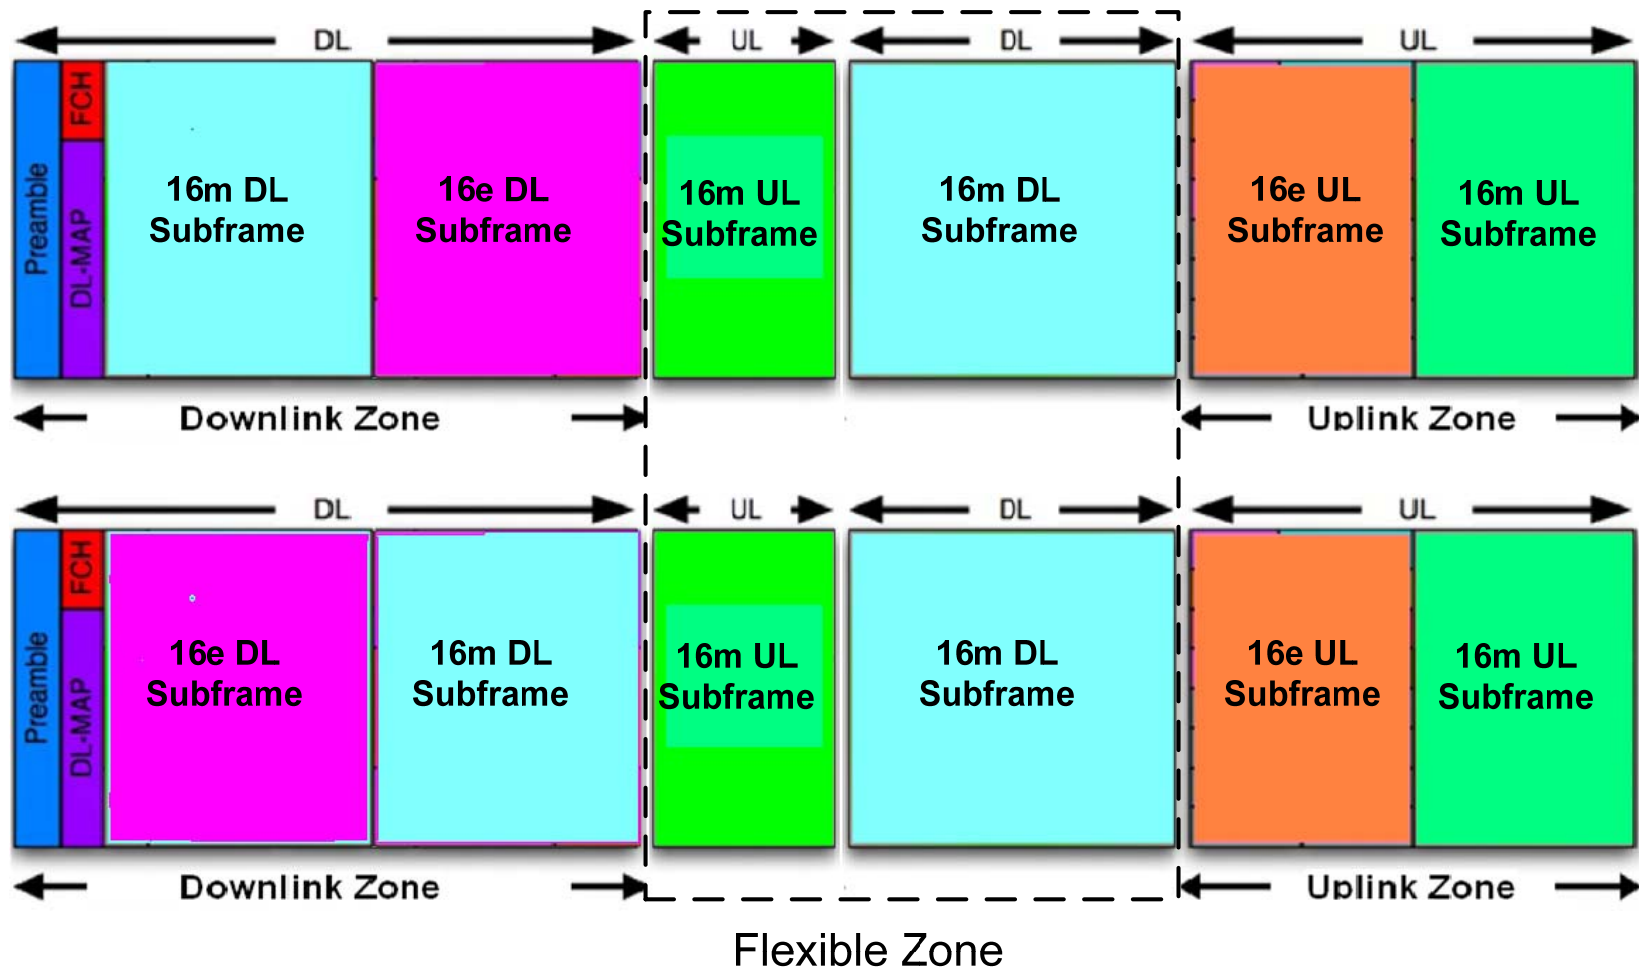 DL
UL
DL
UL
Preamble
FCH
DL-MAP
16m DL
Subframe
16e DL
Subframe
16m UL
Subframe
16m DL
Subframe
16e UL
Subframe
16m UL
Subframe
Downlink Zone
Uplink Zone
DL
UL
DL
UL
Preamble
FCH
DL-MAP
16e DL
Subframe
16m DL
Subframe
16m UL
Subframe
16m DL
Subframe
16e UL
Subframe
16m UL
Subframe
Downlink Zone
Uplink Zone
Flexible Zone